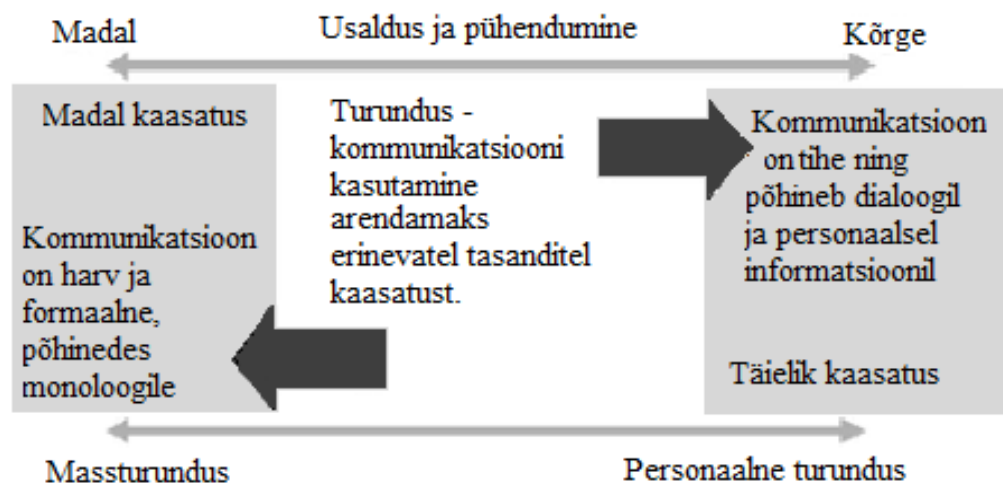 Madal Usaldus ja pühendumine Kõrge
Madal kaasatus
Kommunikatsioon
on harv ja
formaalne,
põhinedes
monoloogile
Turundus -
kommunikatsiooni
kasutamine
arendamaks
erinevatel tasanditel
kaasatust.
Kommunikatsioon
on tihe ning
põhineb dialoogil
ja personaalsel
informatsioonil
Täielik kaasatus
Massturundus Personaalne turundus